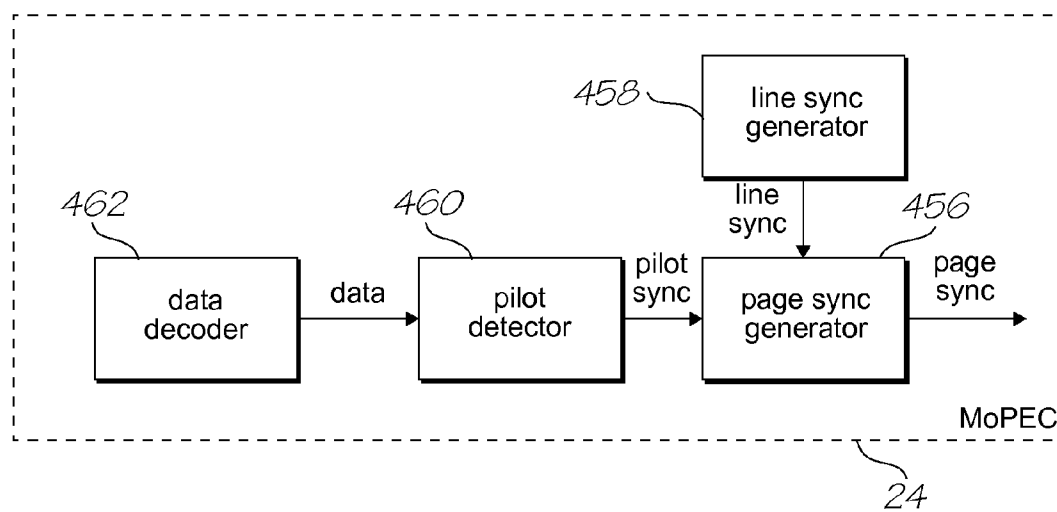 458
line sync
generator
line
sync
462
460
456
data
decoder
data
pilot
detector
pilot
sync
page sync
generator
page
sync
MoPEC
24